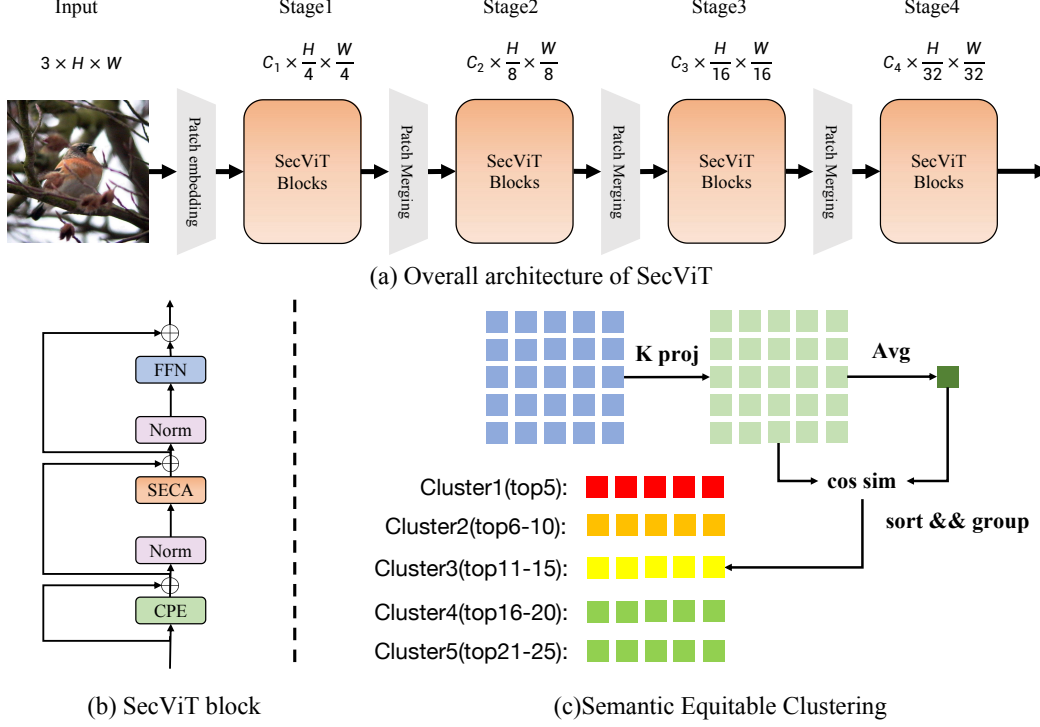 Input Stage1 Stage2 Stage3 Stage4
3 × H × W C₁ × H/4 × W/4 C₂ × H/8 × W/8 C₃ × H/16 × W/16 C₄ × H/32 × W/32
Patch embedding
SecViT
Blocks
Patch Merging
SecViT
Blocks
Patch Merging
SecViT
Blocks
Patch Merging
SecViT
Blocks
(a) Overall architecture of SecViT
FFN
Norm
SECA
Norm
CPE
(b) SecViT block
K proj
Avg
cos sim
sort && group
Cluster1(top5):
Cluster2(top6-10):
Cluster3(top11-15):
Cluster4(top16-20):
Cluster5(top21-25):
(c)Semantic Equitable Clustering